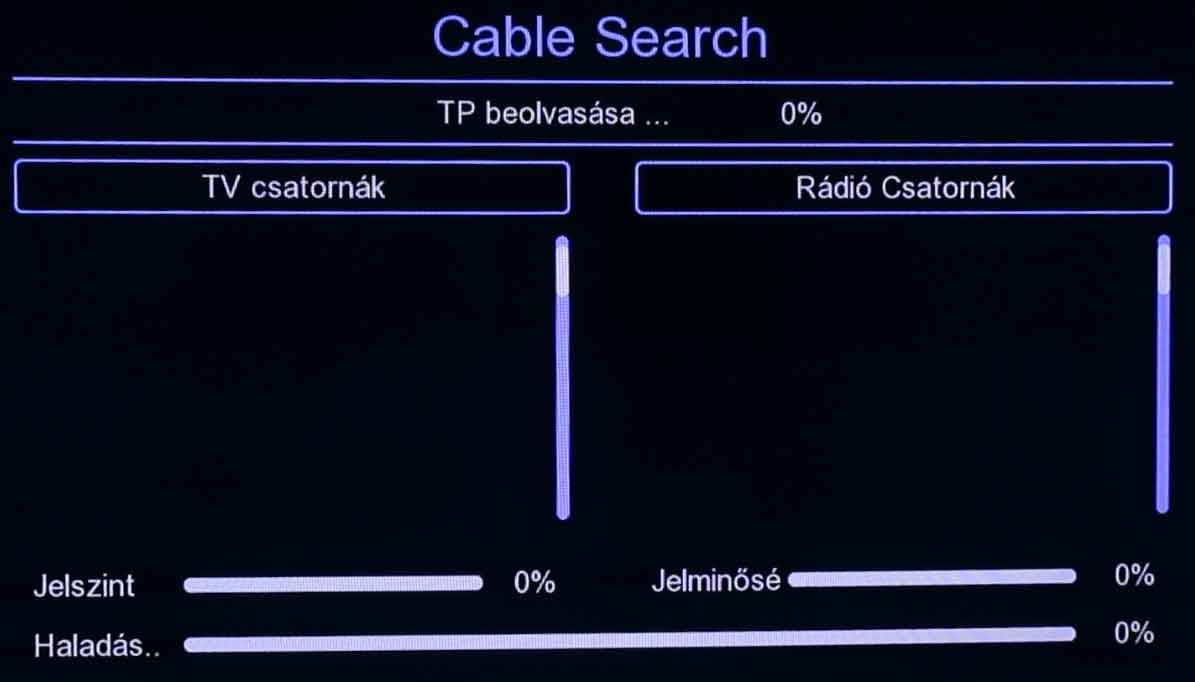 Cable Search
TP beolvasása ... 0%
TV csatornák
Rádió Csatornák
Jelszint 0%
Jelminősé 0%
Haladás.. 0%